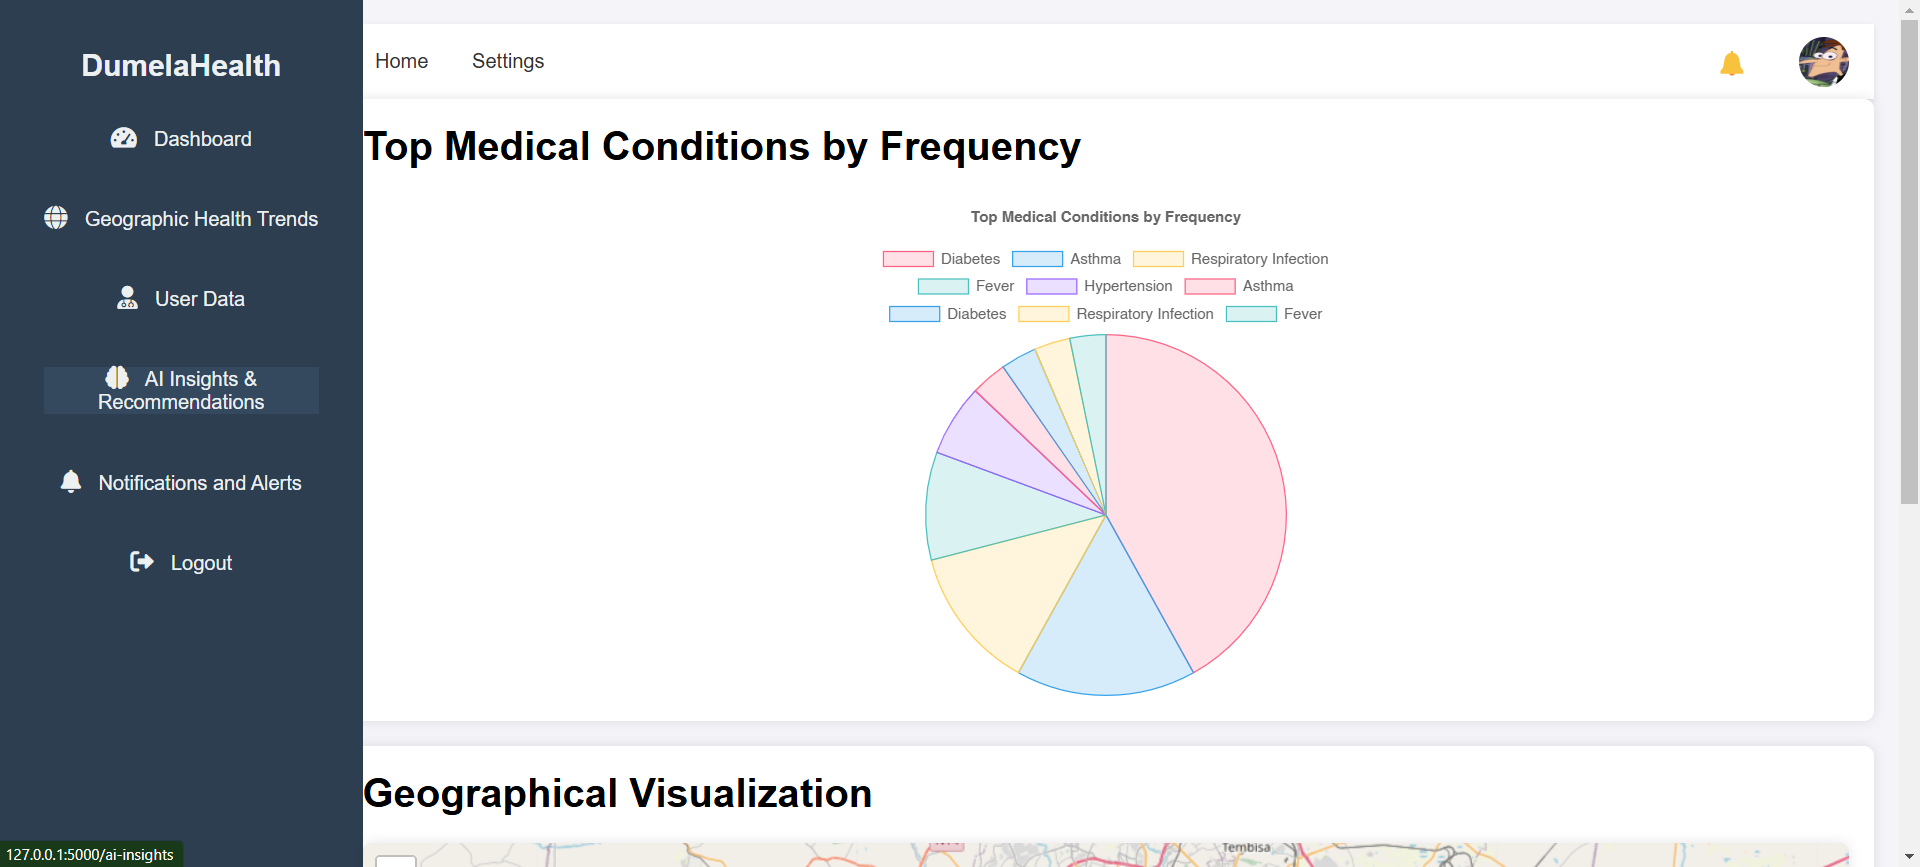 DumelaHealth
Dashboard
Geographic Health Trends
User Data
AI Insights &
Recommendations
Notifications and Alerts
Logout
Home Settings
Top Medical Conditions by Frequency
Top Medical Conditions by Frequency
Diabetes Asthma Respiratory Infection
Fever Hypertension Asthma
Diabetes Respiratory Infection Fever
Geographical Visualization
Tembisa
127.0.0.1:5000/ai-insights